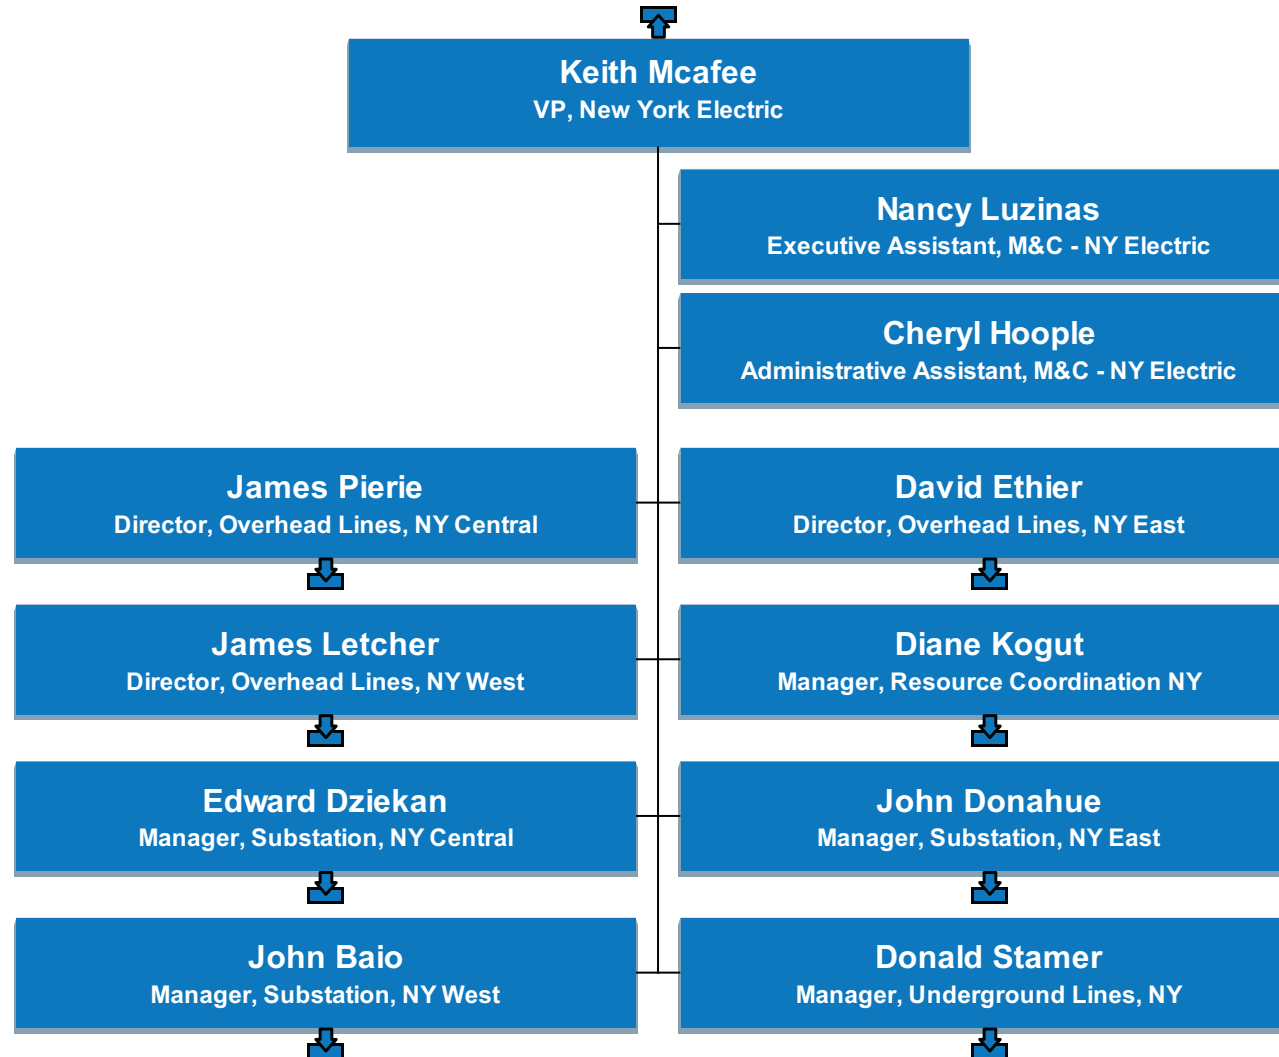 Keith Mcafee
VP, New York Electric
Nancy Luzinas
Executive Assistant, M&C - NY Electric
Cheryl Hoople
Administrative Assistant, M&C - NY Electric
James Pierie
Director, Overhead Lines, NY Central
David Ethier
Director, Overhead Lines, NY East
James Letcher
Director, Overhead Lines, NY West
Diane Kogut
Manager, Resource Coordination NY
Edward Dziekan
Manager, Substation, NY Central
John Donahue
Manager, Substation, NY East
John Baio
Manager, Substation, NY West
Donald Stamer
Manager, Underground Lines, NY